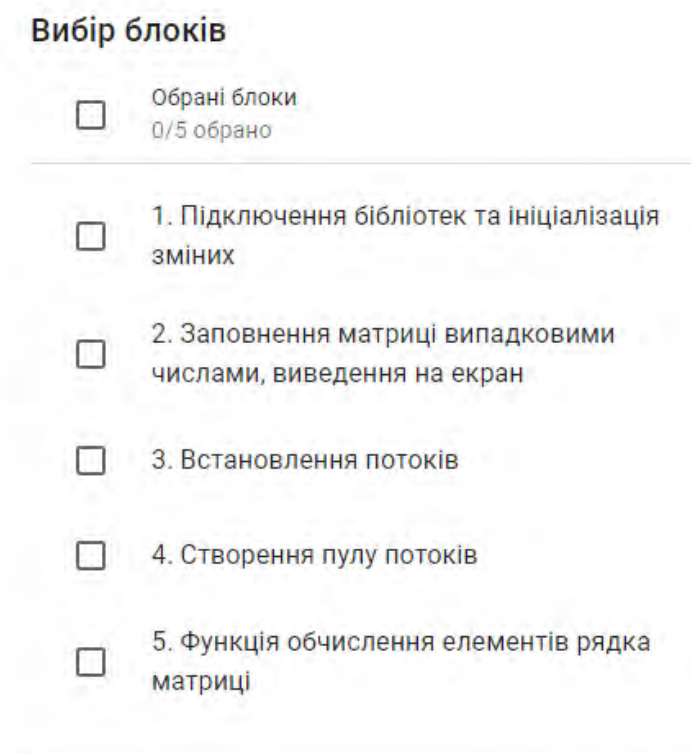 Вибір блоків
Обрані блоки
0/5 обрано
1. Підключення бібліотек та ініціалізація
змінних
2. Заповнення матриці випадковими
числами, виведення на екран
3. Встановлення потоків
4. Створення пулу потоків
5. Функція обчислення елементів рядка
матриці